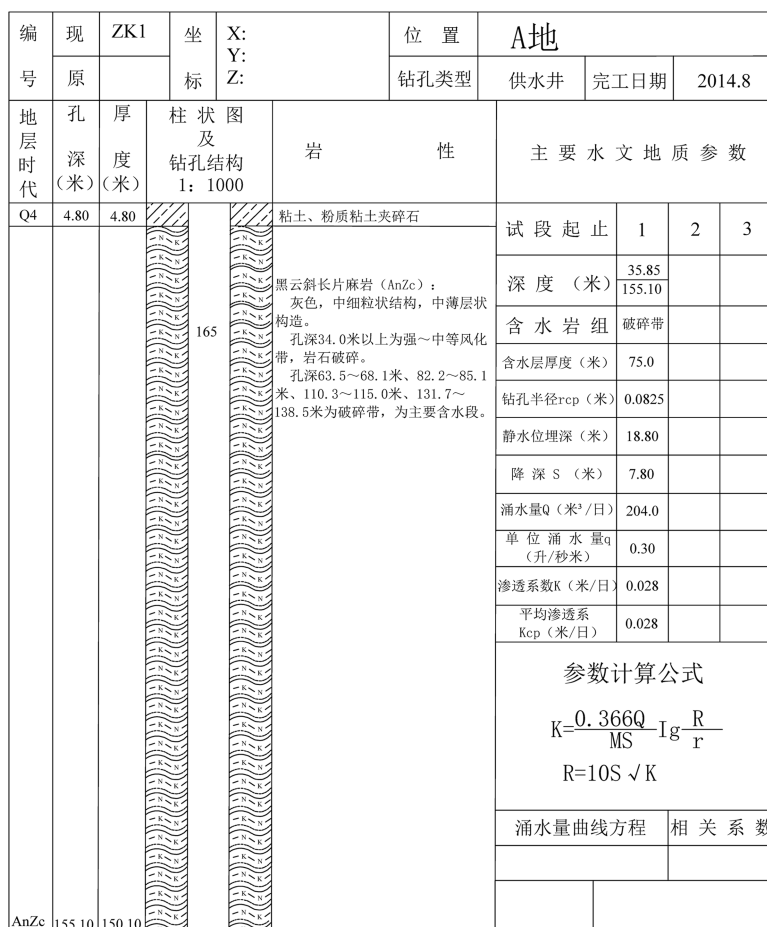 编号 现 ZK1 坐标 X: 位置 A地
Y:
原 Z: 钻孔类型 供水井 完工日期 2014.8
地层时代 孔深(米) 厚度(米) 柱状图及钻孔结构 1：1000 岩性 主要水文地质参数
Q4 4.80 4.80 粘土、粉质粘土夹碎石
165
黑云斜长片麻岩（AnZc）：
灰色，中细粒状结构，中薄层状
构造。
孔深34.0米以上为强～中等风化
带，岩石破碎。
孔深63.5～68.1米、82.2～85.1
米、110.3～115.0米、131.7～
138.5米为破碎带，为主要含水段。
AnZc 155.10 150.10
试段起止 1 2 3
深度（米） 35.85
155.10
含水岩组 破碎带
含水层厚度（米） 75.0
钻孔半径rcp（米） 0.0825
静水位埋深（米） 18.80
降深S（米） 7.80
涌水量Q（米³/日） 204.0
单位涌水量q
（升/秒米） 0.30
渗透系数K（米/日） 0.028
平均渗透系
Kcp（米/日） 0.028
参数计算公式
K=0.366Q/MS Ig R/r
R=10S√K
涌水量曲线方程 相关系数